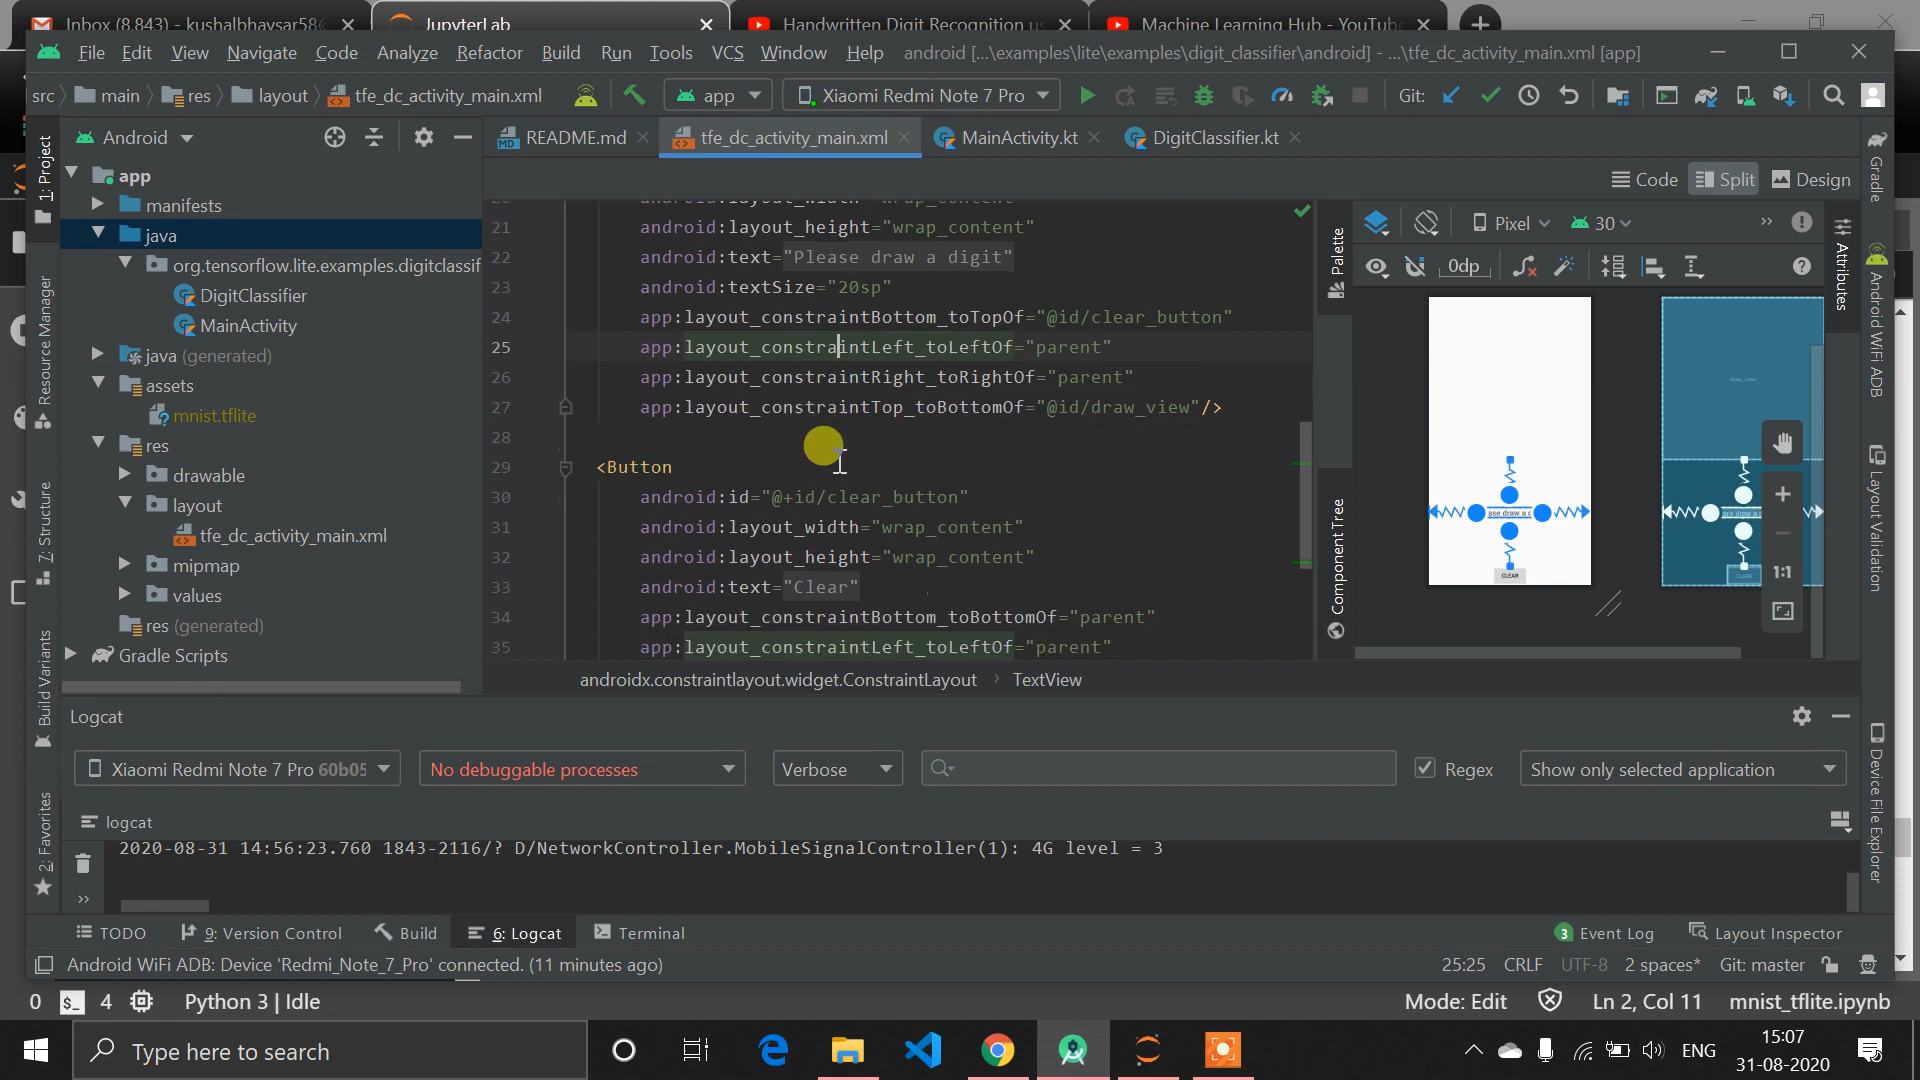 Inbox (8,843) - kushalbhavsar58@
JupyterLab
Handwritten Digit Recognition us
Machine Learning Hub - YouTube
File Edit View Navigate Code Analyze Refactor Build Run Tools VCS Window Help android [...\examples\lite\examples\digit_classifier\android] - ...\tfe_dc_activity_main.xml [app]
src main res layout tfe_dc_activity_main.xml app Xiaomi Redmi Note 7 Pro Git:
Android README.md tfe_dc_activity_main.xml MainActivity.kt DigitClassifier.kt
Code Split Design
1: Project
Resource Manager
7: Structure
Build Variants
2: Favorites
app
manifests
java
org.tensorflow.lite.examples.digitclassif
DigitClassifier
MainActivity
java (generated)
assets
mnist.tflite
res
drawable
layout
tfe_dc_activity_main.xml
mipmap
values
res (generated)
Gradle Scripts
21 android:layout_height="wrap_content"
22 android:text="Please draw a digit"
23 android:textSize="20sp"
24 app:layout_constraintBottom_toTopOf="@id/clear_button"
25 app:layout_constraintLeft_toLeftOf="parent"
26 app:layout_constraintRight_toRightOf="parent"
27 app:layout_constraintTop_toBottomOf="@id/draw_view"/>
28
29 <Button
30 android:id="@+id/clear_button"
31 android:layout_width="wrap_content"
32 android:layout_height="wrap_content"
33 android:text="Clear"
34 app:layout_constraintBottom_toBottomOf="parent"
35 app:layout_constraintLeft_toLeftOf="parent"
androidx.constraintlayout.widget.ConstraintLayout TextView
Palette
Component Tree
Pixel 30
0dp
draw_view
ase draw a d
CLEAR
1:1
Attributes
Gradle
Android WiFi ADB
Layout Validation
Device File Explorer
Logcat
Xiaomi Redmi Note 7 Pro 60b05 No debuggable processes Verbose Regex Show only selected application
logcat
2020-08-31 14:56:23.760 1843-2116/? D/NetworkController.MobileSignalController(1): 4G level = 3
TODO 9: Version Control Build 6: Logcat Terminal 3 Event Log Layout Inspector
Android WiFi ADB: Device 'Redmi_Note_7_Pro' connected. (11 minutes ago) 25:25 CRLF UTF-8 2 spaces* Git: master
0 4 Python 3 | Idle Mode: Edit Ln 2, Col 11 mnist_tflite.ipynb
Type here to search ENG 15:07
31-08-2020